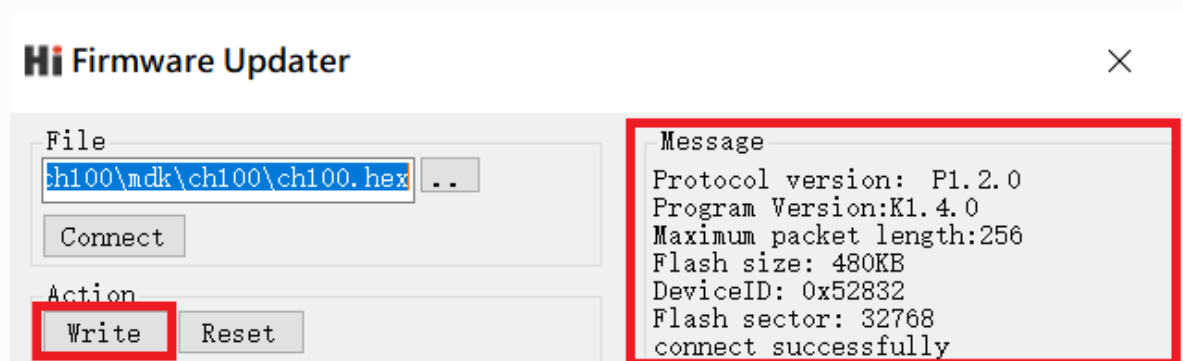 Hi Firmware Updater
File
ch100\mdk\ch100\ch100.hex
..
Connect
Action
Write
Reset
Message
Protocol version: P1.2.0
Program Version:K1.4.0
Maximum packet length:256
Flash size: 480KB
DeviceID: 0x52832
Flash sector: 32768
connect successfully